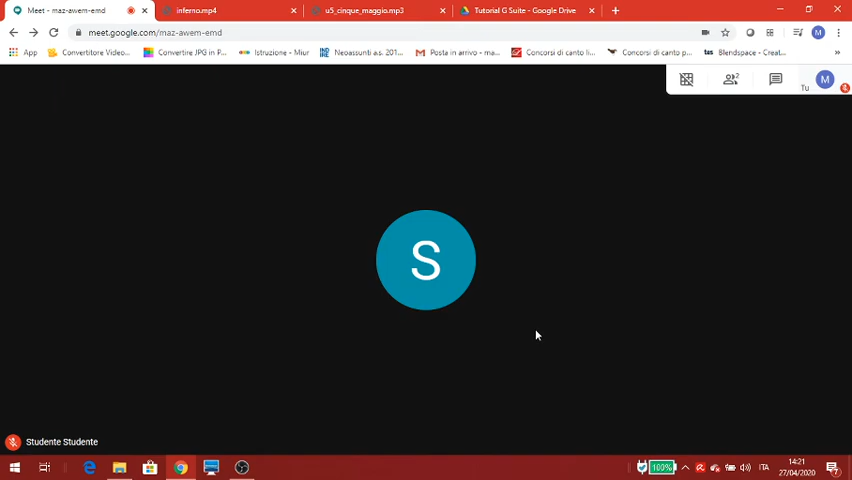 Meet - maz-awem-emd
inferno.mp4
u5_cinque_maggio.mp3
Tutorial G Suite - Google Drive
meet.google.com/maz-awem-emd
M
App
Convertitore Video...
Convertire JPG in P...
Istruzione - Miur
Neoassunti a.s. 201...
Posta in arrivo - ma...
Concorsi di canto li...
Concorsi di canto p...
Blendspace - Creat...
»
2
Tu
M
S
Studente Studente
100%
ITA
14:21
27/04/2020